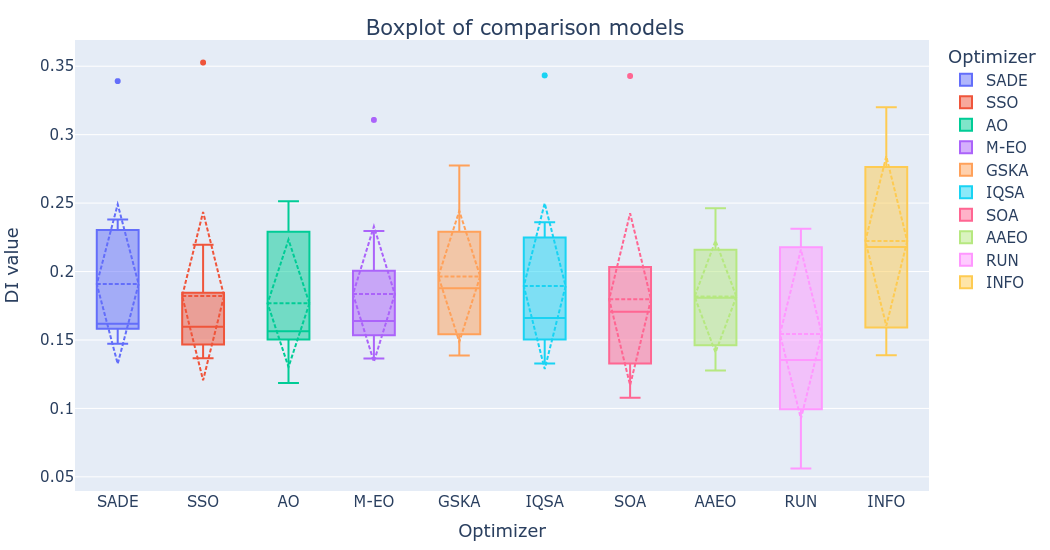 Boxplot of comparison models
DI value
0.35
0.3
0.25
0.2
0.15
0.1
0.05
SADE SSO AO M-EO GSKA IQSA SOA AAEO RUN INFO
Optimizer
Optimizer
SADE
SSO
AO
M-EO
GSKA
IQSA
SOA
AAEO
RUN
INFO